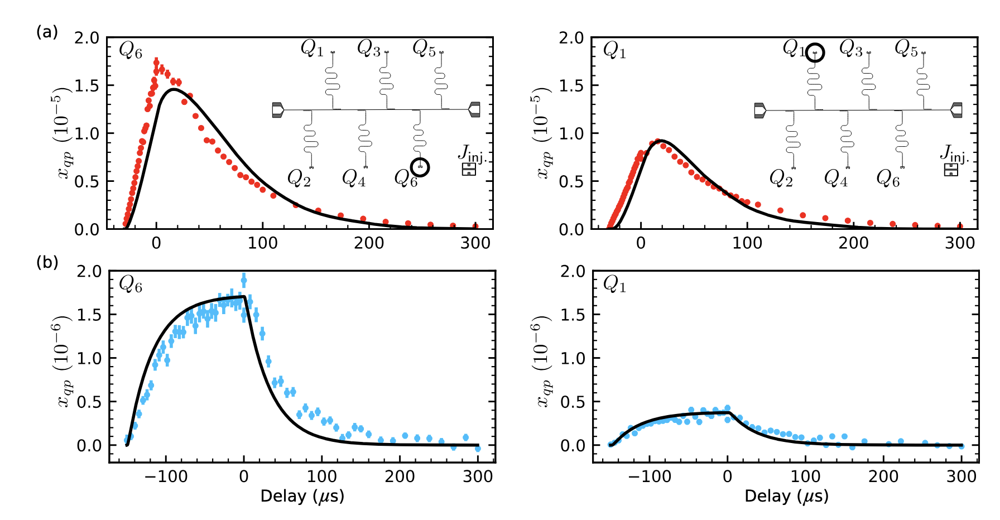 (a)
Q6
2.0
1.5
1.0
0.5
0.0
x_qp (10^−5)
Q1 Q3 Q5
Q2 Q4 Q6
J_inj.
0 100 200 300
Q1
2.0
1.5
1.0
0.5
0.0
x_qp (10^−5)
Q1 Q3 Q5
Q2 Q4 Q6
J_inj.
0 100 200 300
(b)
Q6
2.0
1.5
1.0
0.5
0.0
x_qp (10^−6)
−100 0 100 200 300
Delay (μs)
Q1
2.0
1.5
1.0
0.5
0.0
x_qp (10^−6)
−100 0 100 200 300
Delay (μs)